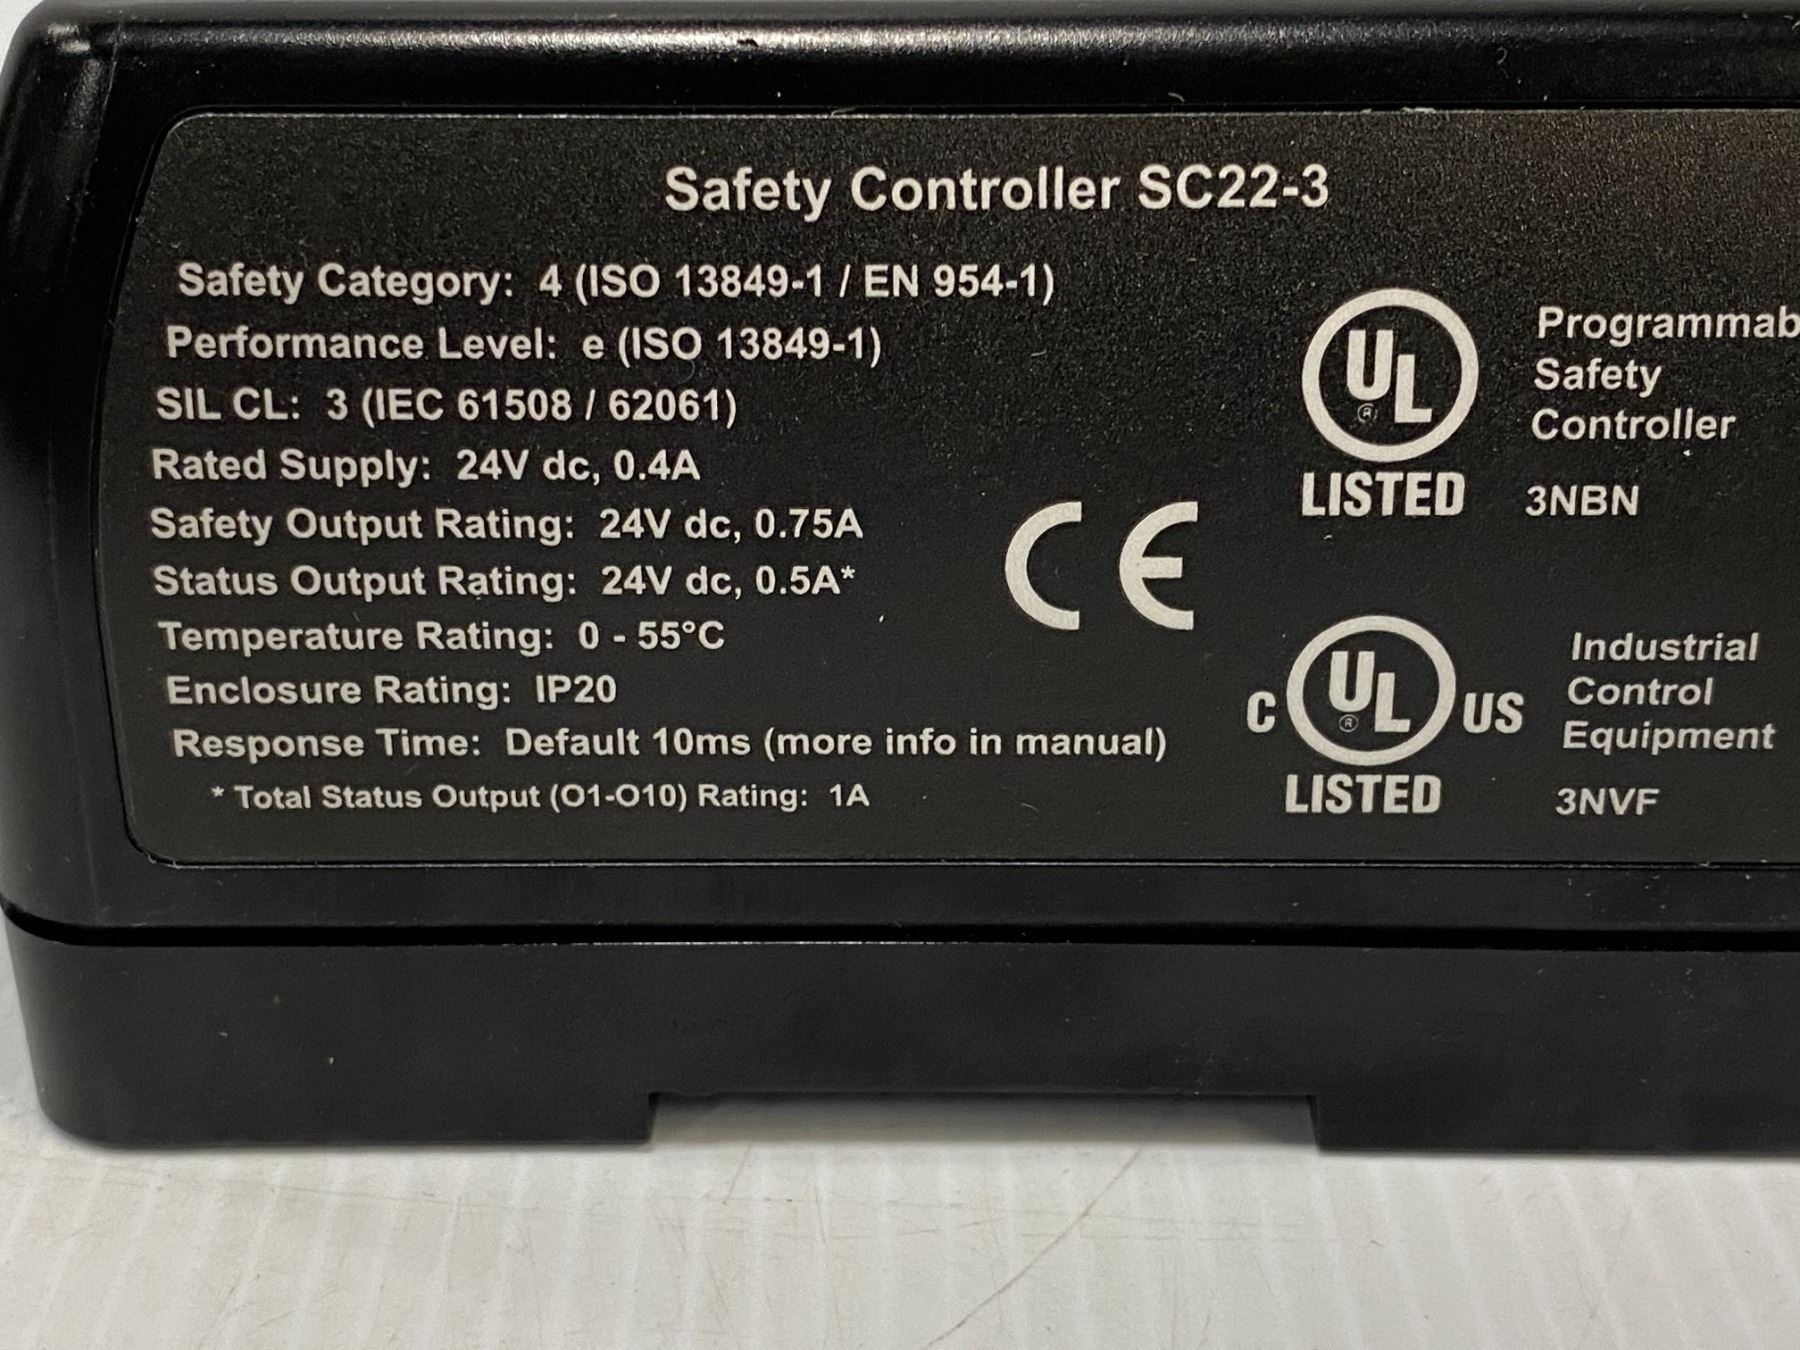 Safety Controller SC22-3
Safety Category: 4 (ISO 13849-1 / EN 954-1)
Performance Level: e (ISO 13849-1)
SIL CL: 3 (IEC 61508 / 62061)
Rated Supply: 24V dc, 0.4A
Safety Output Rating: 24V dc, 0.75A
Status Output Rating: 24V dc, 0.5A*
Temperature Rating: 0 - 55°C
Enclosure Rating: IP20
Response Time: Default 10ms (more info in manual)
* Total Status Output (O1-O10) Rating: 1A
CE
UL
®
LISTED
Programmab
Safety
Controller
3NBN
C UL US
®
LISTED
Industrial
Control
Equipment
3NVF